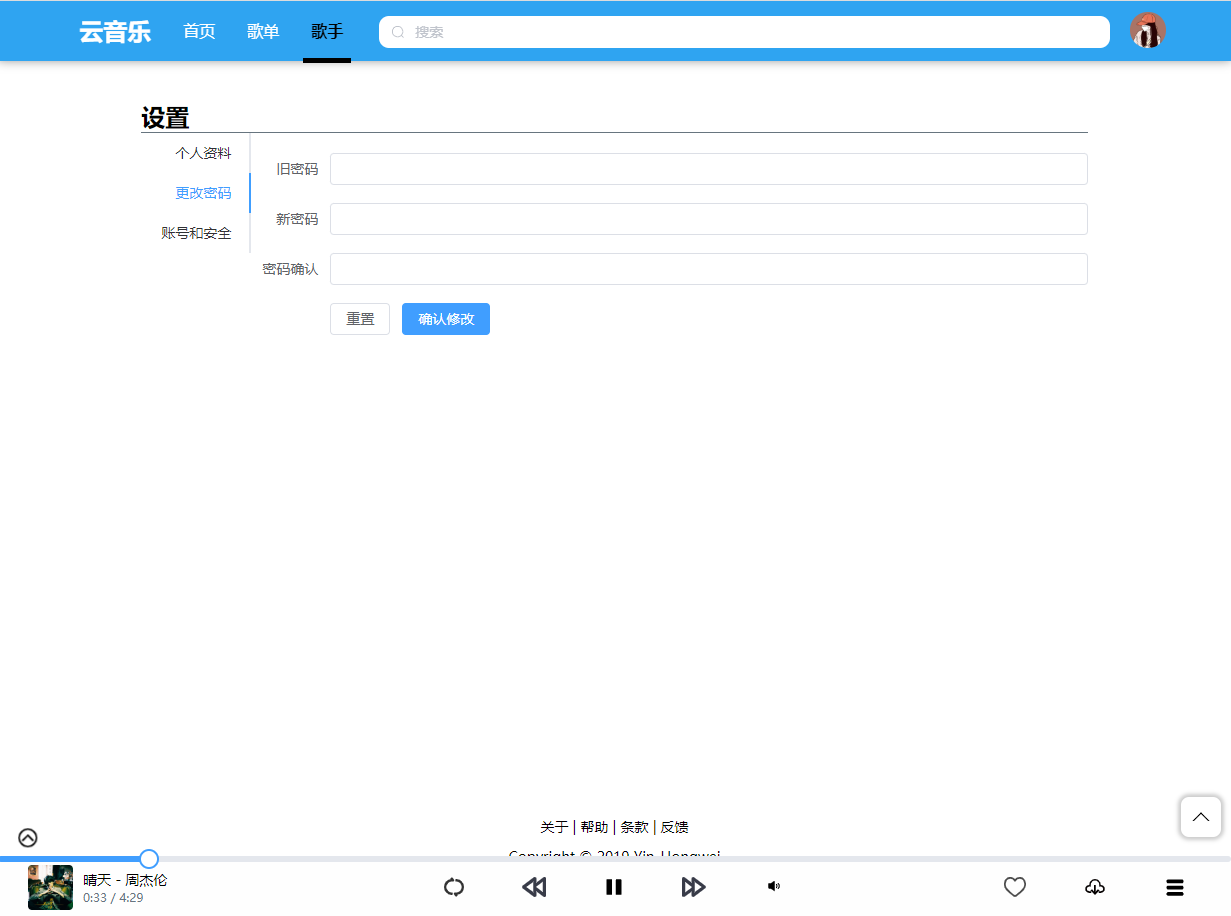 云音乐 首页 歌单 歌手 搜索
设置
个人资料
更改密码
账号和安全
旧密码
新密码
密码确认
重置 确认修改
关于 | 帮助 | 条款 | 反馈
Copyright © 2019 Yin-Hongwei
晴天 - 周杰伦
0:33 / 4:29